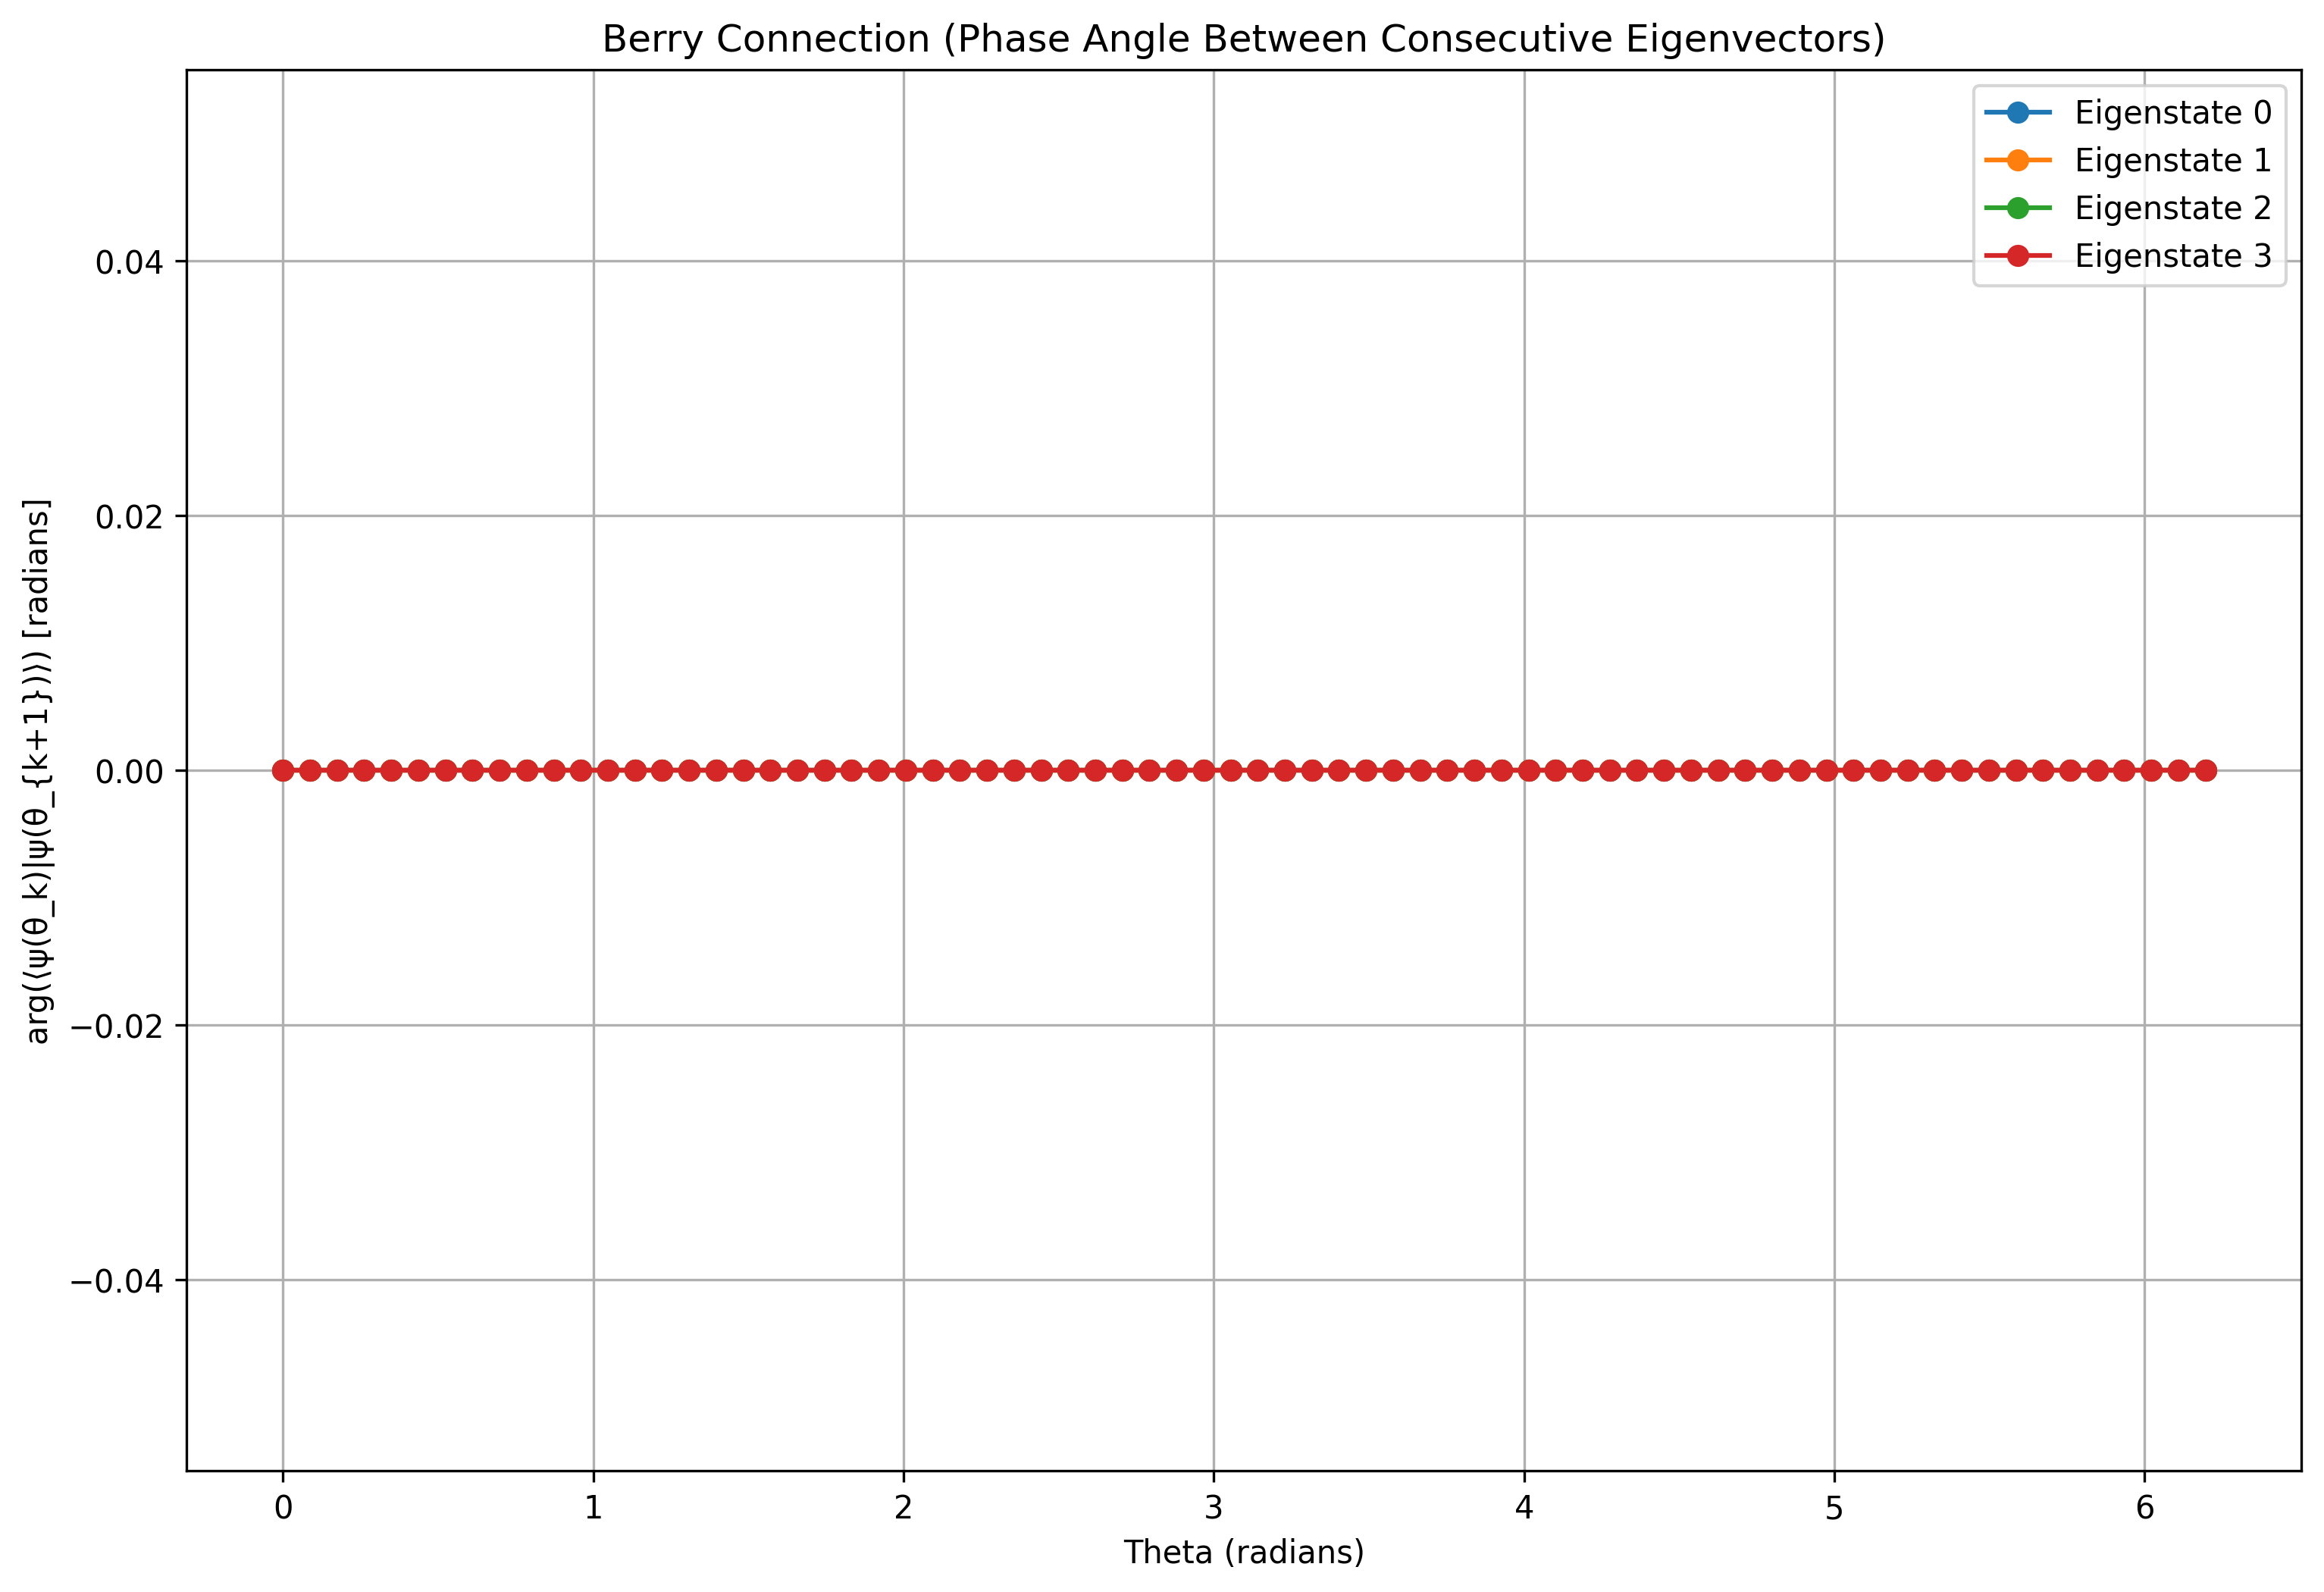 Berry Connection (Phase Angle Between Consecutive Eigenvectors)
Eigenstate 0
Eigenstate 1
Eigenstate 2
Eigenstate 3
arg(⟨ψ(θ_k)|ψ(θ_{k+1})⟩) [radians]
0.04
0.02
0.00
−0.02
−0.04
0 1 2 3 4 5 6
Theta (radians)